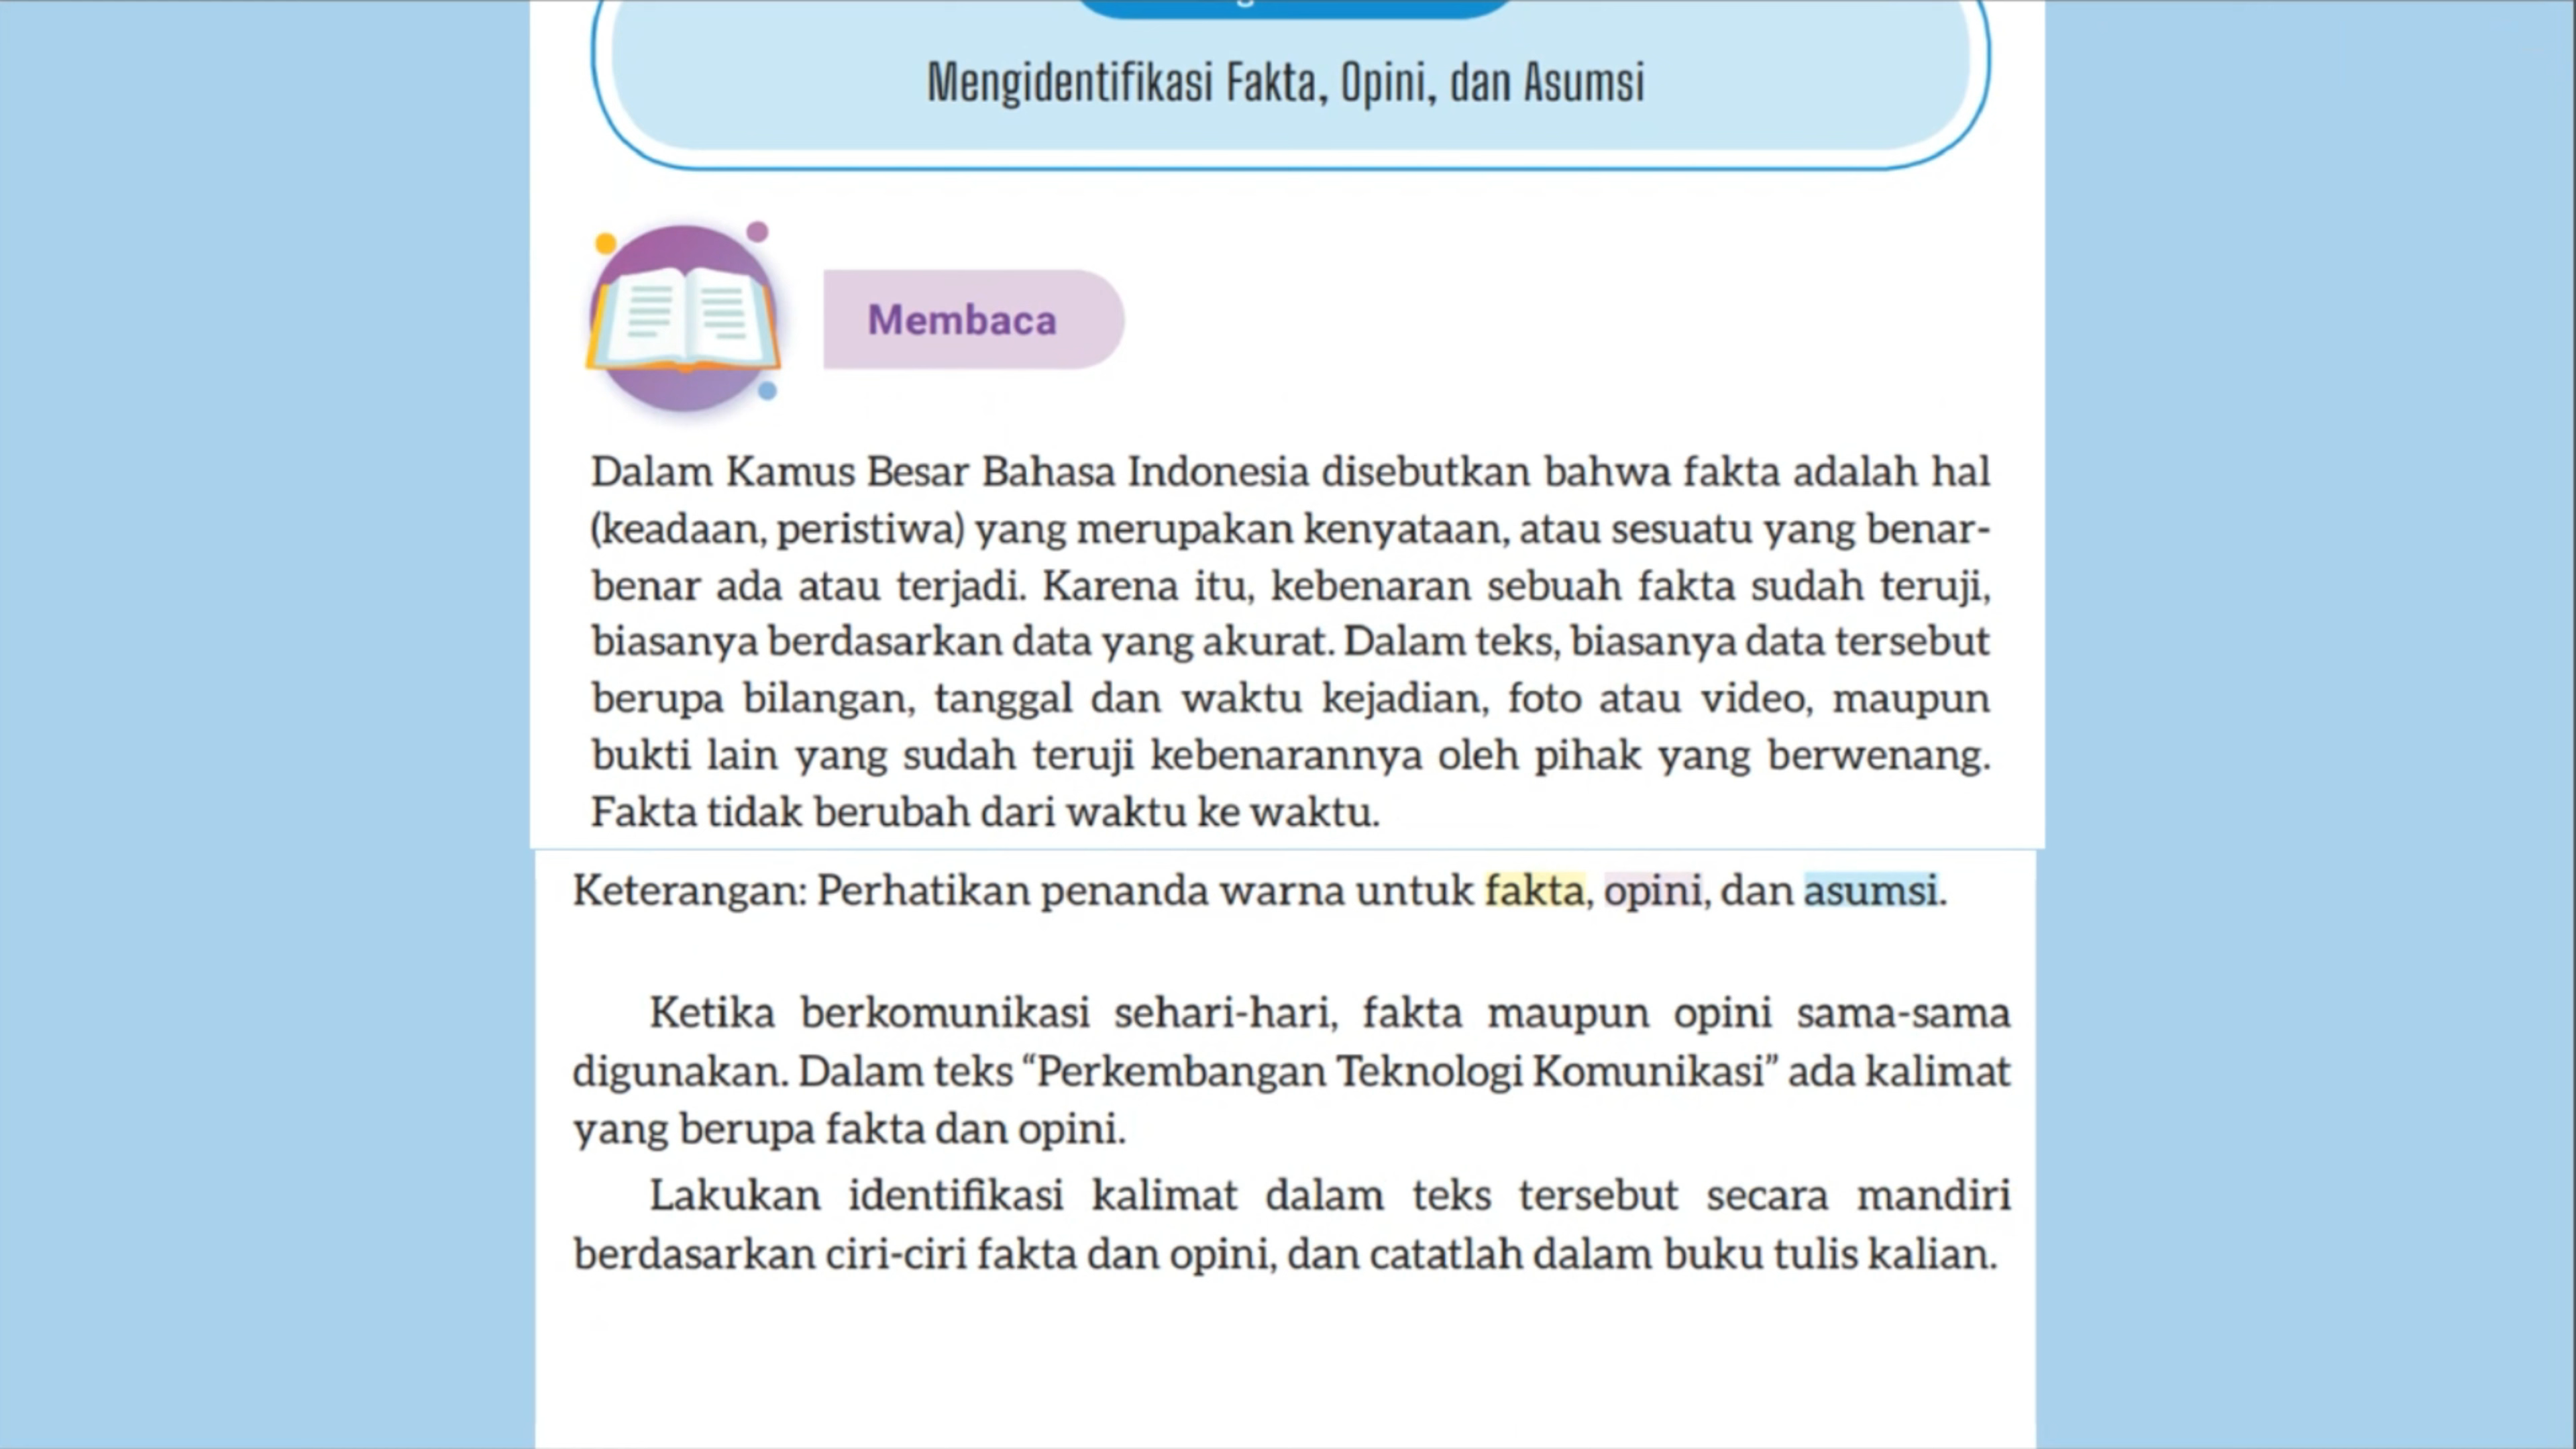 Mengidentifikasi Fakta, Opini, dan Asumsi
Membaca
Dalam Kamus Besar Bahasa Indonesia disebutkan bahwa fakta adalah hal
(keadaan, peristiwa) yang merupakan kenyataan, atau sesuatu yang benar-
benar ada atau terjadi. Karena itu, kebenaran sebuah fakta sudah teruji,
biasanya berdasarkan data yang akurat. Dalam teks, biasanya data tersebut
berupa bilangan, tanggal dan waktu kejadian, foto atau video, maupun
bukti lain yang sudah teruji kebenarannya oleh pihak yang berwenang.
Fakta tidak berubah dari waktu ke waktu.
Keterangan: Perhatikan penanda warna untuk fakta, opini, dan asumsi.
Ketika berkomunikasi sehari-hari, fakta maupun opini sama-sama
digunakan. Dalam teks “Perkembangan Teknologi Komunikasi” ada kalimat
yang berupa fakta dan opini.
Lakukan identifikasi kalimat dalam teks tersebut secara mandiri
berdasarkan ciri-ciri fakta dan opini, dan catatlah dalam buku tulis kalian.